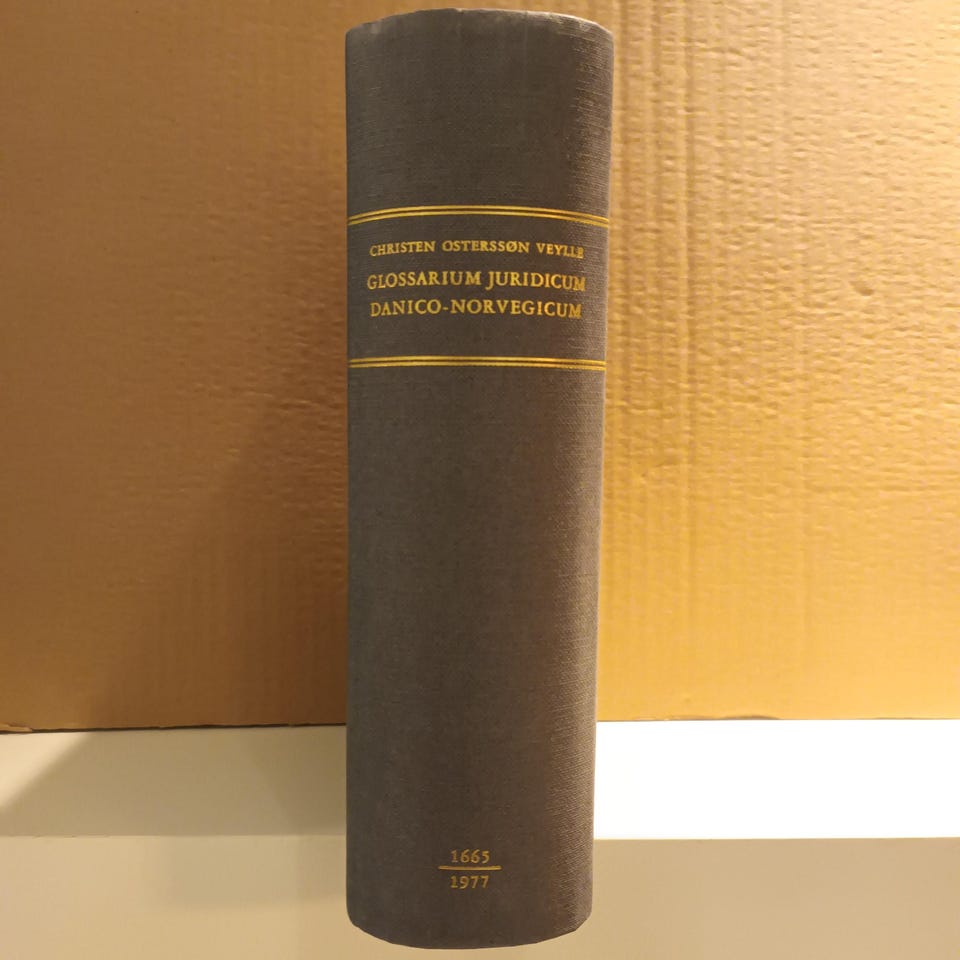 CHRISTEN OSTERSSØN VEYLLE
GLOSSARIUM JURIDICUM
DANICO-NORVEGICUM
1665
1977